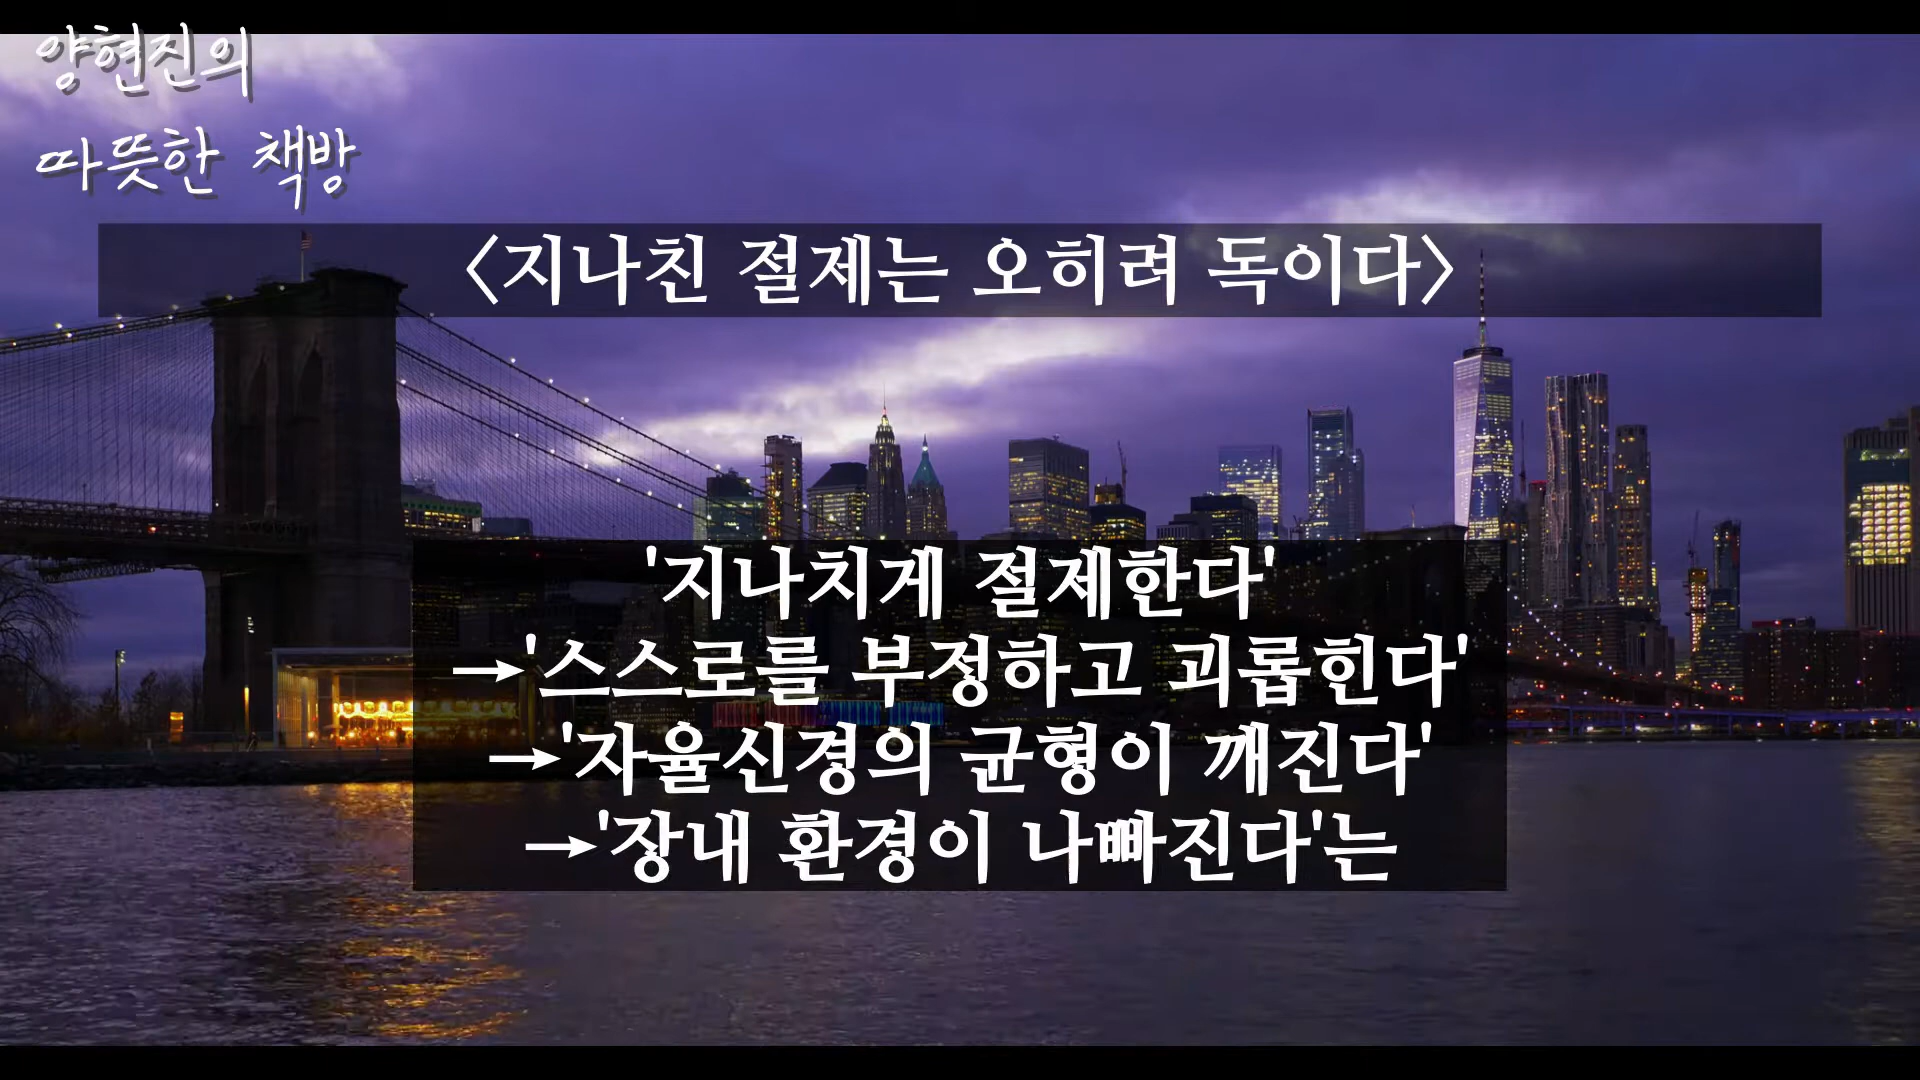 양현진의
따뜻한 책방
<지나친 절제는 오히려 독이다>
'지나치게 절제한다'
→'스스로를 부정하고 괴롭힌다'
→'자율신경의 균형이 깨진다'
→'장내 환경이 나빠진다'는